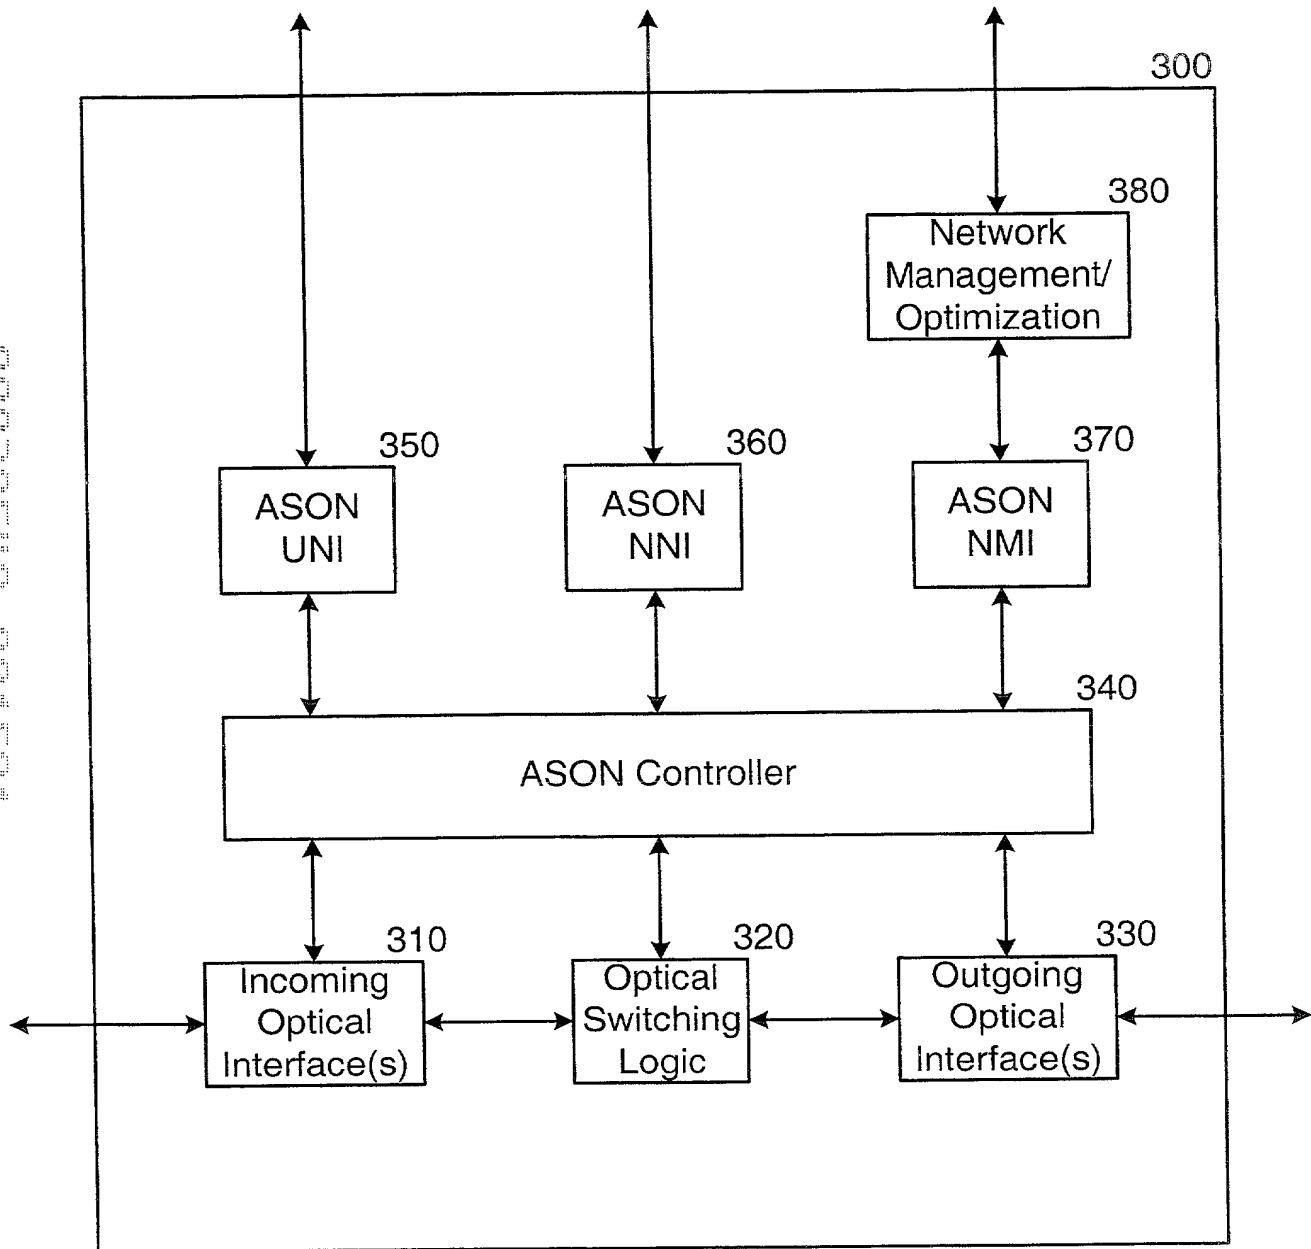 300
380
Network
Management/
Optimization
350
ASON
UNI
360
ASON
NNI
370
ASON
NMI
340
ASON Controller
310
Incoming
Optical
Interface(s)
320
Optical
Switching
Logic
330
Outgoing
Optical
Interface(s)